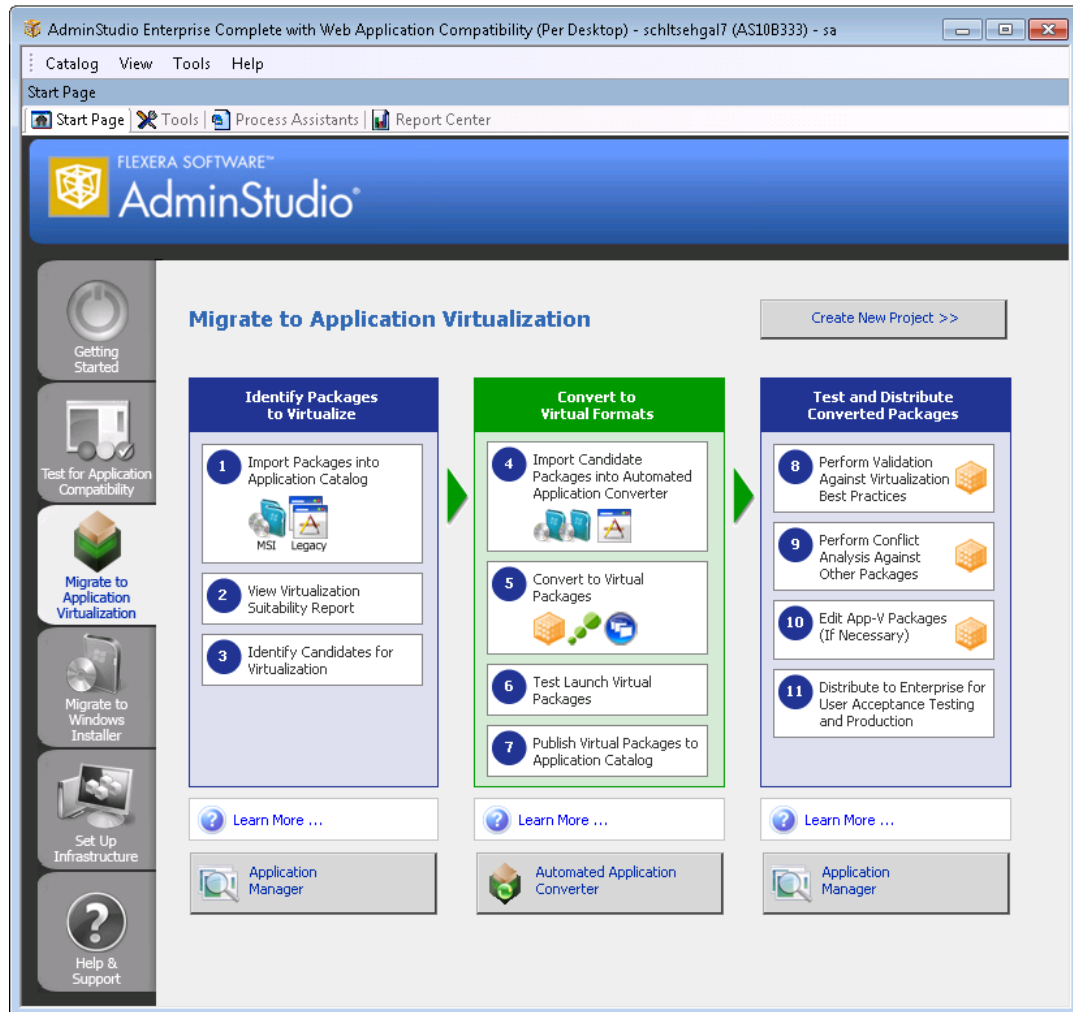 AdminStudio Enterprise Complete with Web Application Compatibility (Per Desktop) - schltsehgal7 (AS10B333) - sa
Catalog View Tools Help
Start Page
Start Page Tools Process Assistants Report Center
FLEXERA SOFTWARE™
AdminStudio®
Getting
Started
Test for Application
Compatibility
Migrate to
Application
Virtualization
Migrate to
Windows
Installer
Set Up
Infrastructure
Help &
Support
Migrate to Application Virtualization
Create New Project >>
Identify Packages
to Virtualize
1 Import Packages into
Application Catalog
MSI Legacy
2 View Virtualization
Suitability Report
3 Identify Candidates for
Virtualization
? Learn More ...
Application
Manager
Convert to
Virtual Formats
4 Import Candidate
Packages into Automated
Application Converter
5 Convert to Virtual
Packages
6 Test Launch Virtual
Packages
7 Publish Virtual Packages to
Application Catalog
? Learn More ...
Automated Application
Converter
Test and Distribute
Converted Packages
8 Perform Validation
Against Virtualization
Best Practices
9 Perform Conflict
Analysis Against
Other Packages
10 Edit App-V Packages
(If Necessary)
11 Distribute to Enterprise for
User Acceptance Testing
and Production
? Learn More ...
Application
Manager